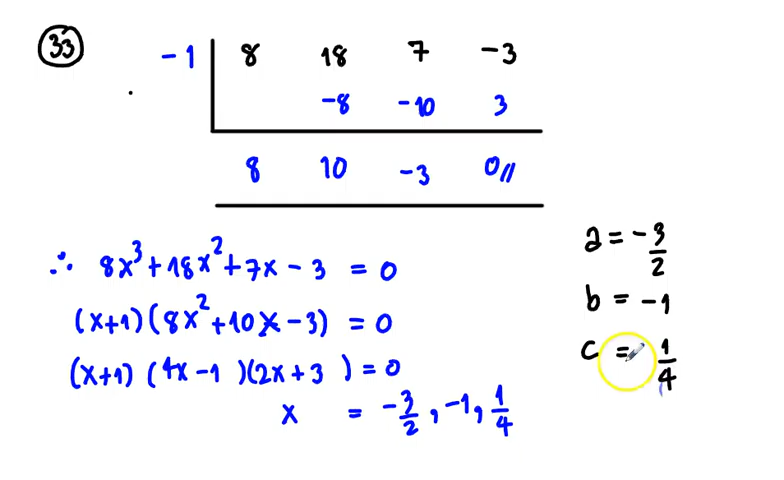 33
-1 | 8 18 7 -3
-8 -10 3
8 10 -3 0//
∴ 8x³+18x²+7x-3 = 0
(x+1)(8x²+10x-3) = 0
(x+1)(4x-1)(2x+3) = 0
x = -3/2, -1, 1/4
a = -3/2
b = -1
c = 1/4